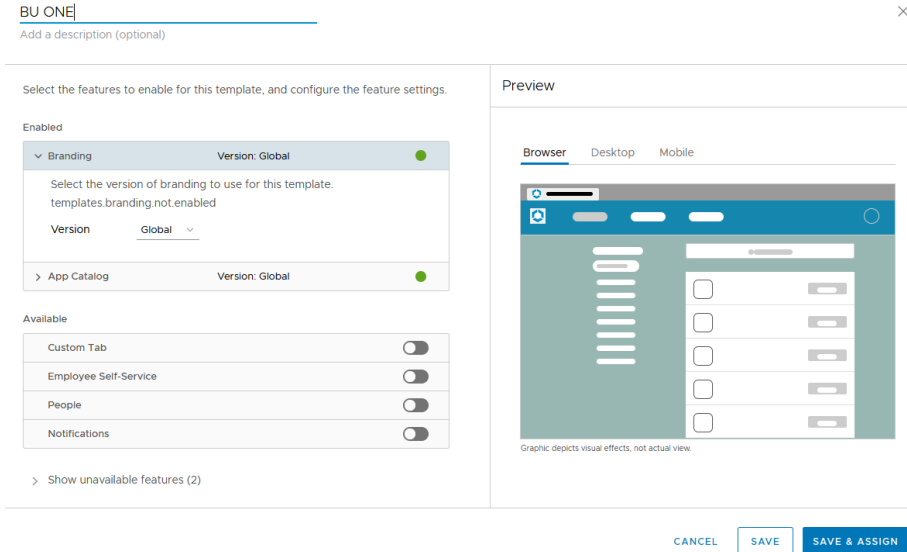 BU ONE
Add a description (optional)
Select the features to enable for this template, and configure the feature settings.
Enabled
Branding Version: Global
Select the version of branding to use for this template.
templates.branding.not.enabled
Version Global
App Catalog Version: Global
Available
Custom Tab
Employee Self-Service
People
Notifications
Show unavailable features (2)
Preview
Browser Desktop Mobile
Graphic depicts visual effects, not actual view.
CANCEL SAVE SAVE & ASSIGN